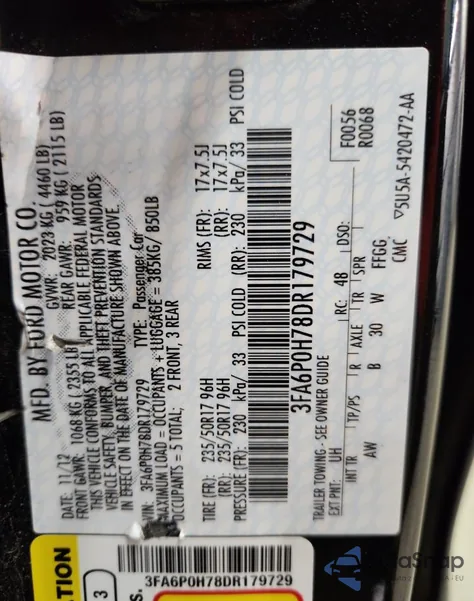 MFD. BY FORD MOTOR CO.
DATE: 11/12 GVWR: 2023 KG ( 4460 LB)
FRONT GAWR: 1068 KG ( 2355 LB) REAR GAWR: 959 KG ( 2115 LB)
THIS VEHICLE CONFORMS TO ALL APPLICABLE FEDERAL MOTOR
VEHICLE SAFETY, BUMPER, AND THEFT PREVENTION STANDARDS
IN EFFECT ON THE DATE OF MANUFACTURE SHOWN ABOVE.
VIN: 3FA6P0H78DR179729 TYPE: Passenger Car
MAXIMUM LOAD = OCCUPANTS + LUGGAGE = 385KG/ 850LB
OCCUPANTS = 5 TOTAL; 2 FRONT, 3 REAR
TIRE (FR): 235/50R17 96H RIMS (FR): 17x7.5J
(RR): 235/50R17 96H (RR): 17x7.5J
PRESSURE (FR): 230 kPa/ 33 PSI COLD (RR): 230 kPa/ 33 PSI COLD
3FA6P0H78DR179729
TRAILER TOWING - SEE OWNER GUIDE F0056
EXT PNT: UH RC: 48 DSO: R0068
INT TR TP/PS R AXLE TR SPR
AW B 30 W FFGG
CMC ▽5U5A-5420472-AA
3FA6P0H78DR179729
3